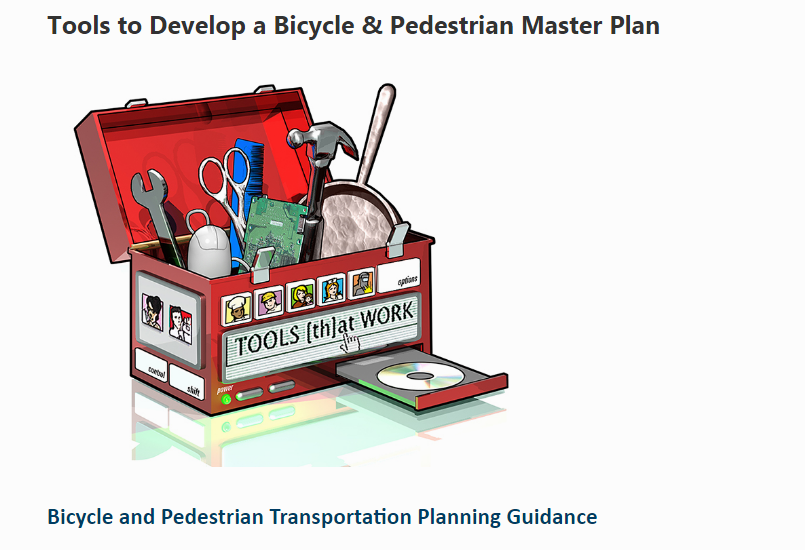 Tools to Develop a Bicycle & Pedestrian Master Plan
options
TOOLS [th]at WORK
control
shift
power
Bicycle and Pedestrian Transportation Planning Guidance